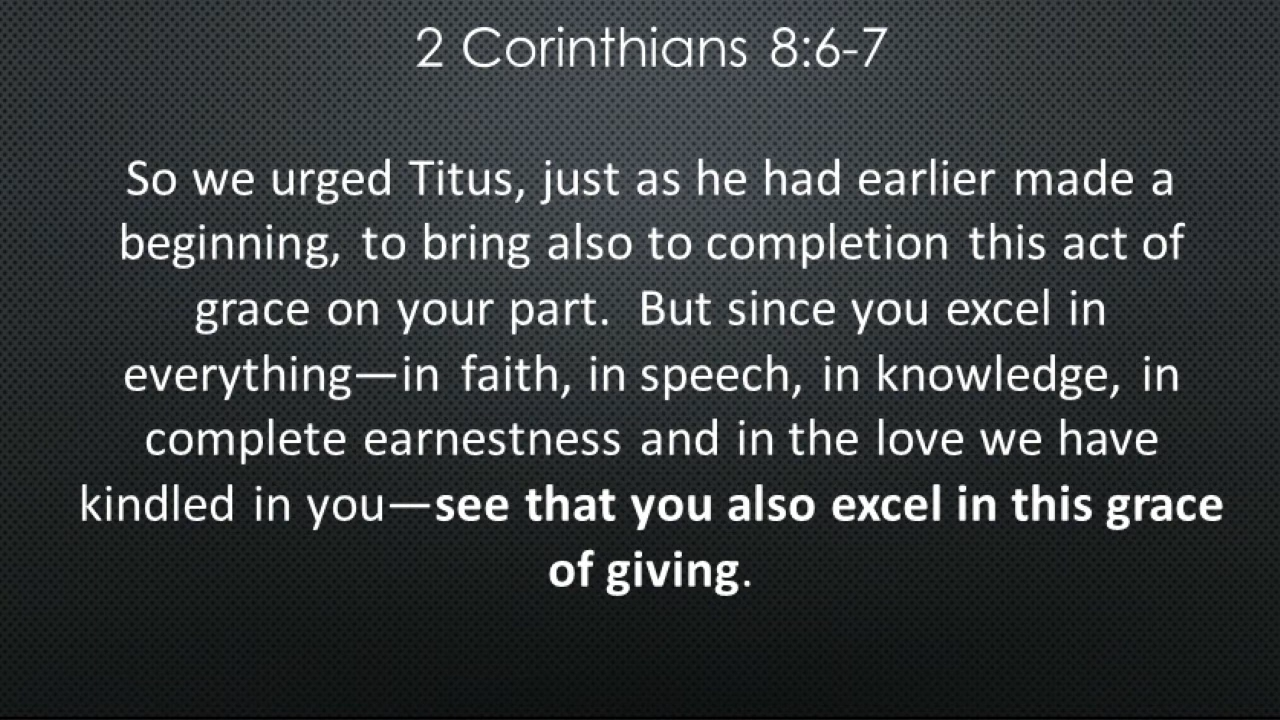 2 Corinthians 8:6-7
So we urged Titus, just as he had earlier made a
beginning, to bring also to completion this act of
grace on your part.  But since you excel in
everything—in faith, in speech, in knowledge, in
complete earnestness and in the love we have
kindled in you—see that you also excel in this grace
of giving.